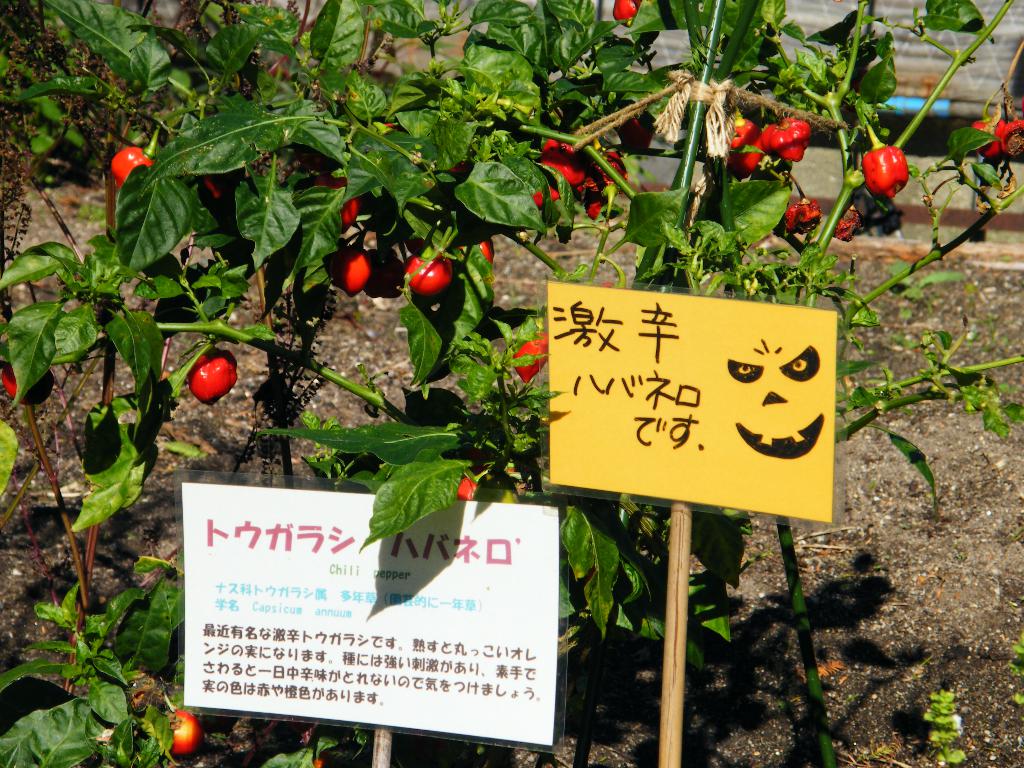 激辛
ハバネロ
です.
トウガラシ'ハバネロ'
Chili pepper
ナス科トウガラシ属 多年草(園芸的に一年草)
学名 Capsicum annuum
最近有名な激辛トウガラシです。熟すと丸っこいオレ
ンジの実になります。種には強い刺激があり、素手で
さわると一日中辛味がとれないので気をつけましょう。
実の色は赤や橙色があります。